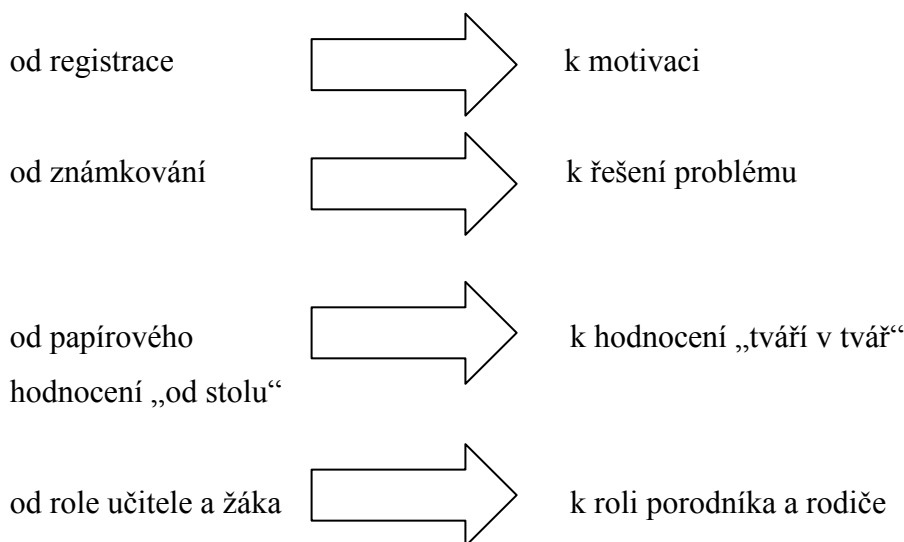 od registrace k motivaci
od známkování k řešení problému
od papírového k hodnocení „tváří v tvář“
hodnocení „od stolu“
od role učitele a žáka k roli porodníka a rodiče